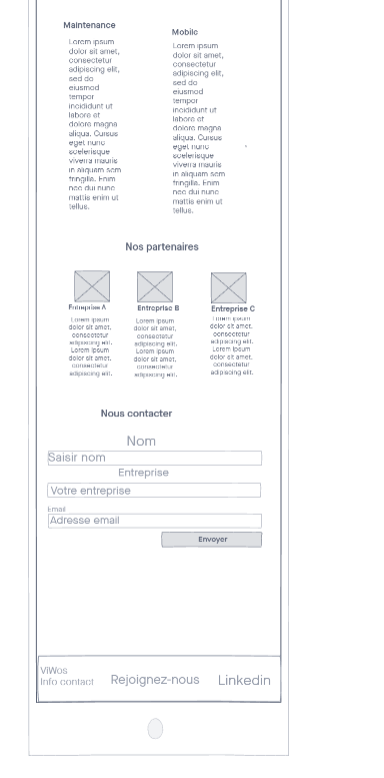 Maintenance
Lorem ipsum
dolor sit amet,
consectetur
adipiscing elit,
sed do
eiusmod
tempor
incididunt ut
labore et
dolore magna
aliqua. Cursus
eget nunc
scelerisque
viverra mauris
in aliquam sem
fringilla. Enim
nec dui nunc
mattis enim ut
tellus.
Mobile
Lorem ipsum
dolor sit amet,
consectetur
adipiscing elit,
sed do
eiusmod
tempor
incididunt ut
labore et
dolore magna
aliqua. Cursus
eget nunc
scelerisque
viverra mauris
in aliquam sem
fringilla. Enim
nec dui nunc
mattis enim ut
tellus.
Nos partenaires
Entreprise A
Lorem ipsum
dolor sit amet,
consectetur
adipiscing elit.
Lorem ipsum
dolor sit amet,
consectetur
adipiscing elit.
Entreprise B
Lorem ipsum
dolor sit amet,
consectetur
adipiscing elit.
Lorem ipsum
dolor sit amet,
consectetur
adipiscing elit.
Entreprise C
Lorem ipsum
dolor sit amet,
consectetur
adipiscing elit.
Lorem ipsum
dolor sit amet,
consectetur
adipiscing elit.
Nous contacter
Nom
Saisir nom
Entreprise
Votre entreprise
Email
Adresse email
Envoyer
ViWos
Info contact
Rejoignez-nous
Linkedin